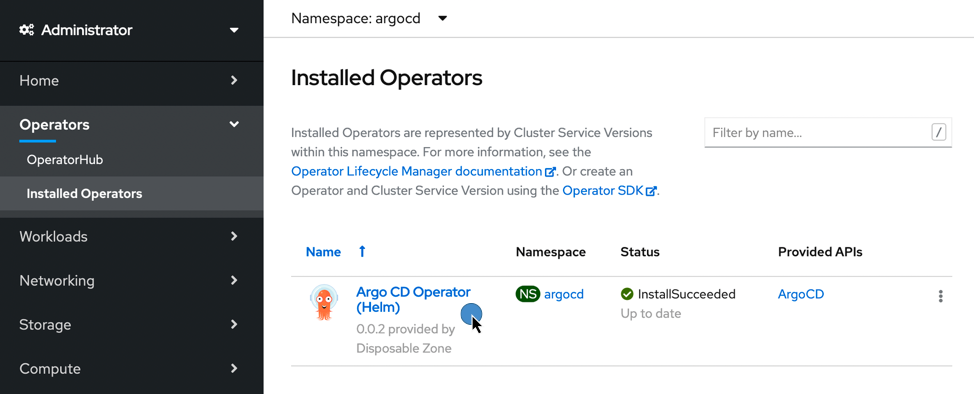 Administrator
Home
Operators
OperatorHub
Installed Operators
Workloads
Networking
Storage
Compute
Namespace: argocd
Installed Operators
Installed Operators are represented by Cluster Service Versions
within this namespace. For more information, see the
Operator Lifecycle Manager documentation. Or create an
Operator and Cluster Service Version using the Operator SDK.
Filter by name...
/
Name Namespace Status Provided APIs
Argo CD Operator
(Helm)
0.0.2 provided by
Disposable Zone
NS argocd
InstallSucceeded
Up to date
ArgoCD